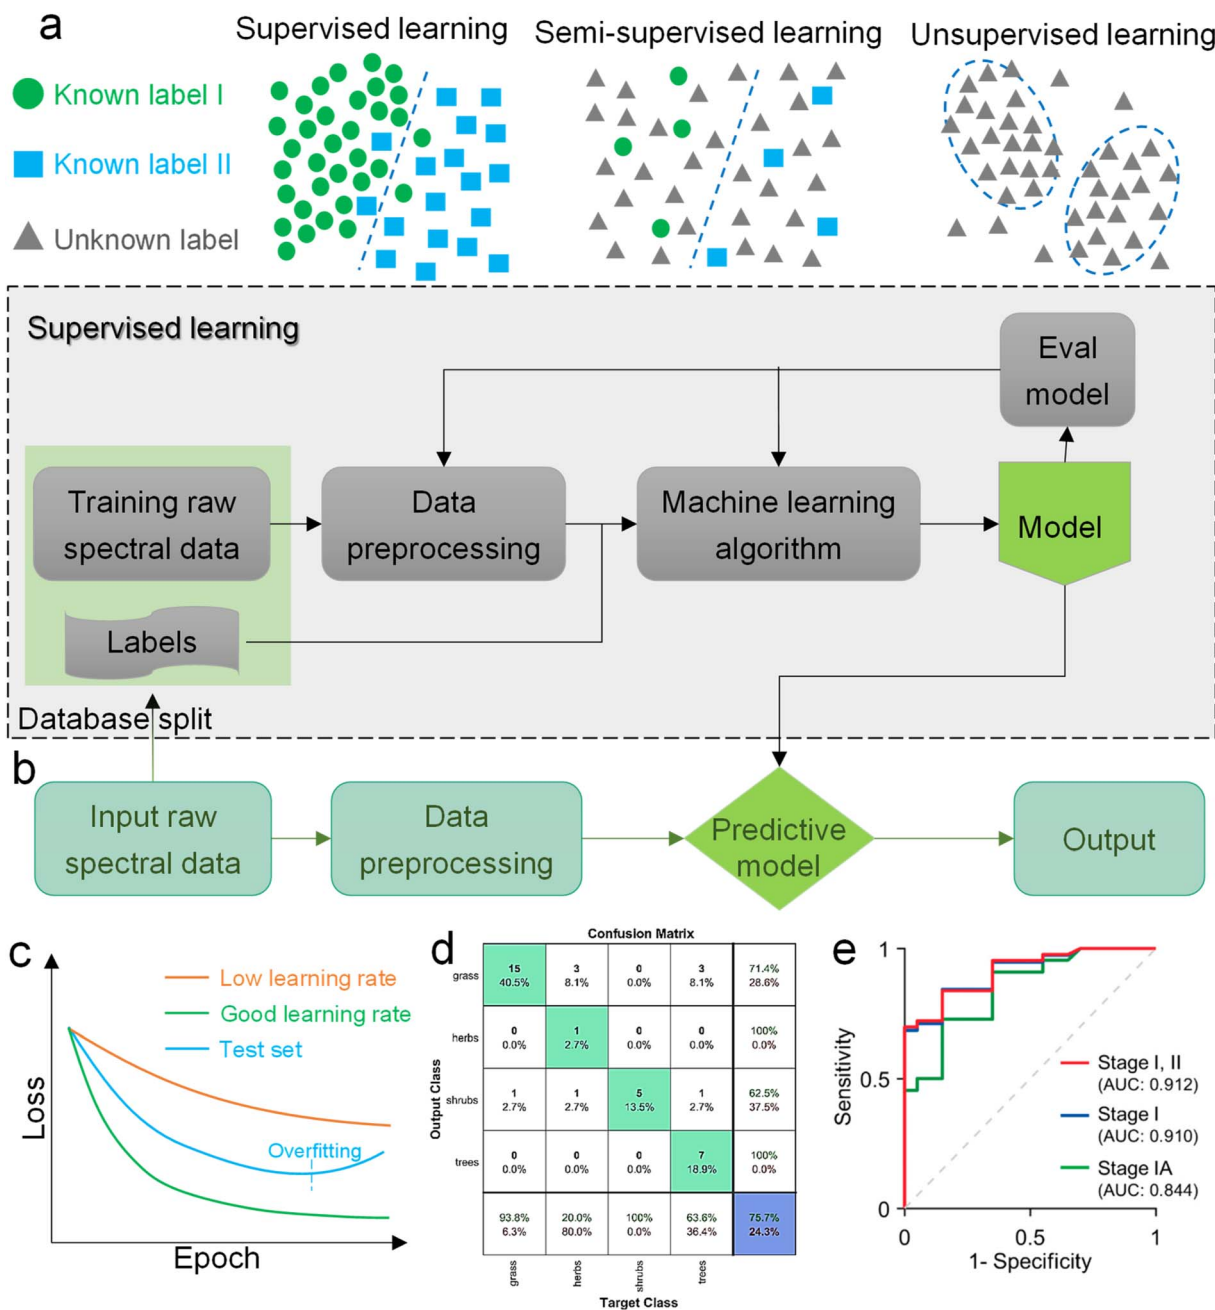 a
Supervised learning
Semi-supervised learning
Unsupervised learning
Known label I
Known label II
Unknown label
Supervised learning
Eval
model
Training raw
spectral data
Data
preprocessing
Machine learning
algorithm
Model
Labels
Database split
b
Input raw
spectral data
Data
preprocessing
Predictive
model
Output
c
Low learning rate
Good learning rate
Test set
Overfitting
Loss
Epoch
d
Confusion Matrix
grass
15 3 0 3 71.4%
40.5% 8.1% 0.0% 8.1% 28.6%
herbs
0 1 0 0 100%
0.0% 2.7% 0.0% 0.0% 0.0%
shrubs
1 1 5 1 62.5%
2.7% 2.7% 13.5% 2.7% 37.5%
trees
0 0 0 7 100%
0.0% 0.0% 0.0% 18.9% 0.0%
93.8% 20.0% 100% 63.6% 75.7%
6.3% 80.0% 0.0% 36.4% 24.3%
grass herbs shrubs trees
Output Class
Target Class
e
1
0.5
0
Sensitivity
Stage I, II
(AUC: 0.912)
Stage I
(AUC: 0.910)
Stage IA
(AUC: 0.844)
0 0.5 1
1- Specificity